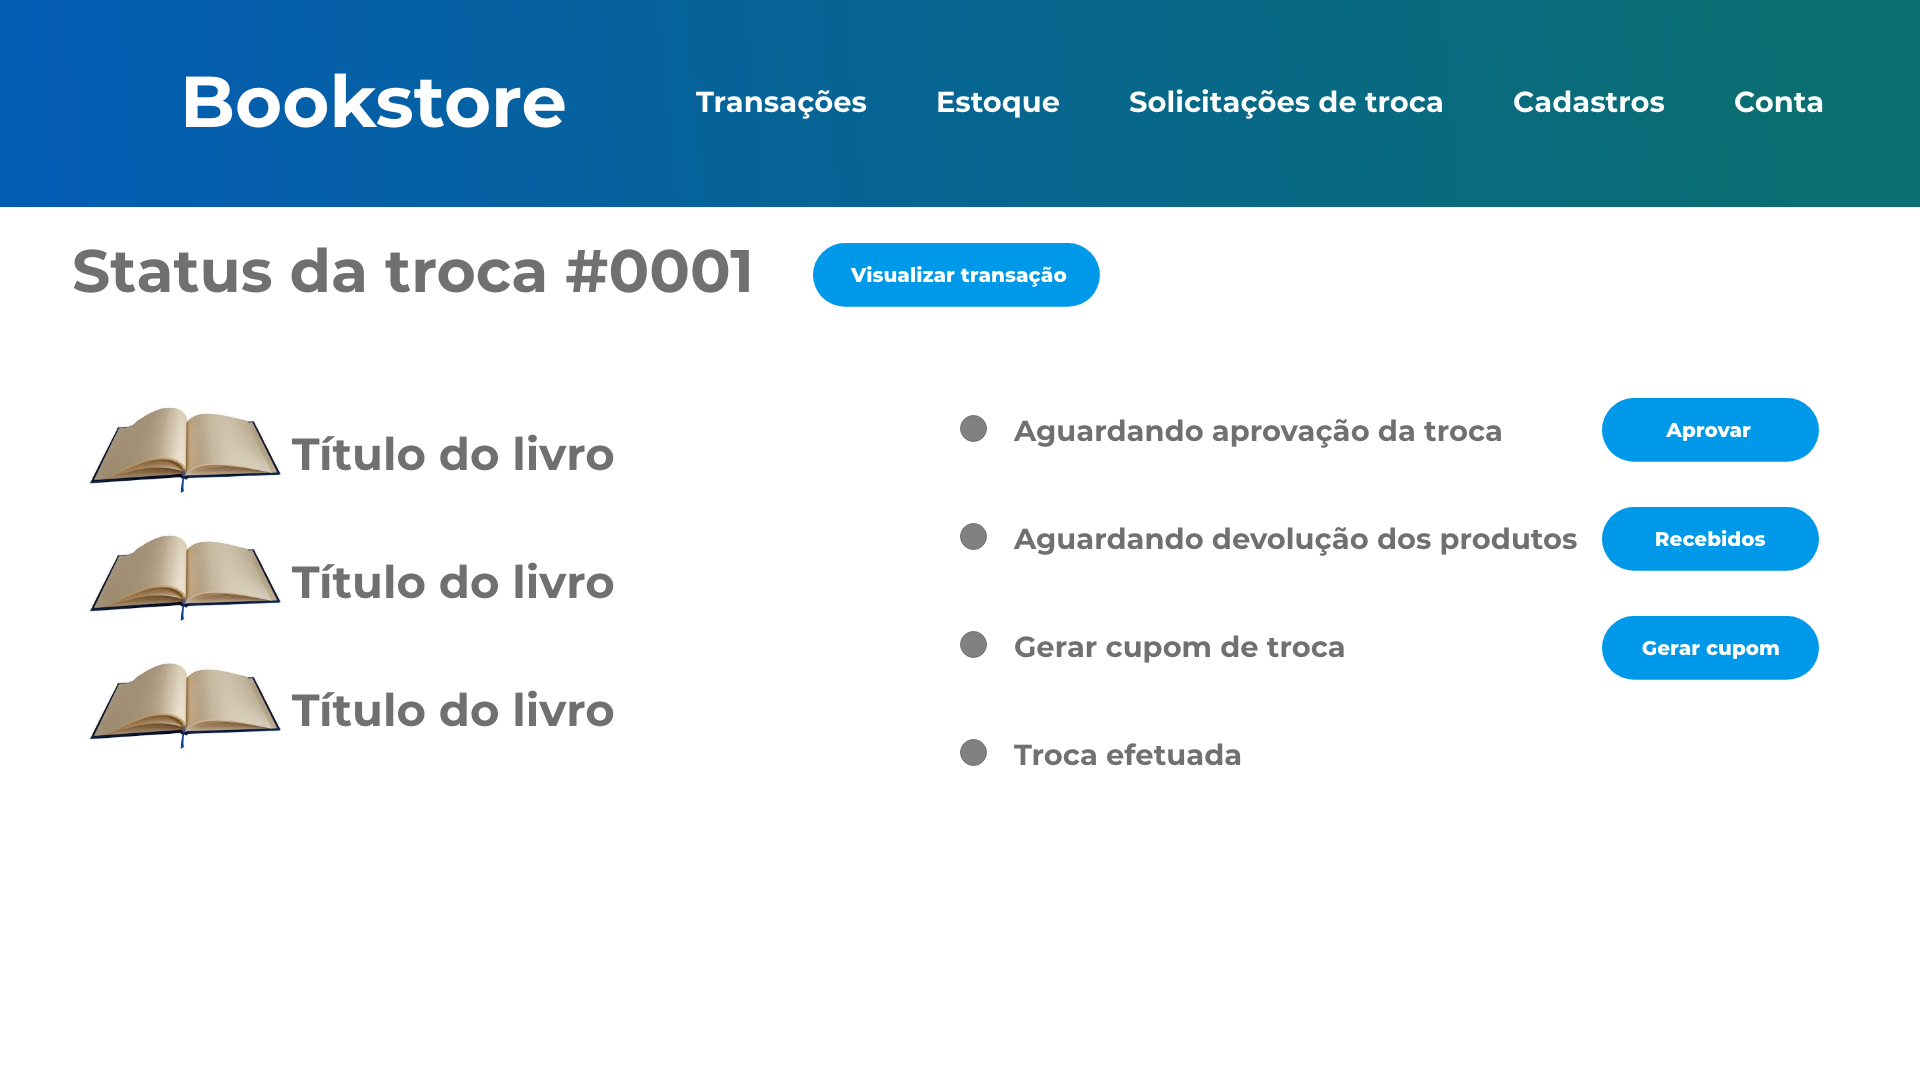 Bookstore
Transações
Estoque
Solicitações de troca
Cadastros
Conta
Status da troca #0001
Visualizar transação
Título do livro
Título do livro
Título do livro
Aguardando aprovação da troca
Aprovar
Aguardando devolução dos produtos
Recebidos
Gerar cupom de troca
Gerar cupom
Troca efetuada